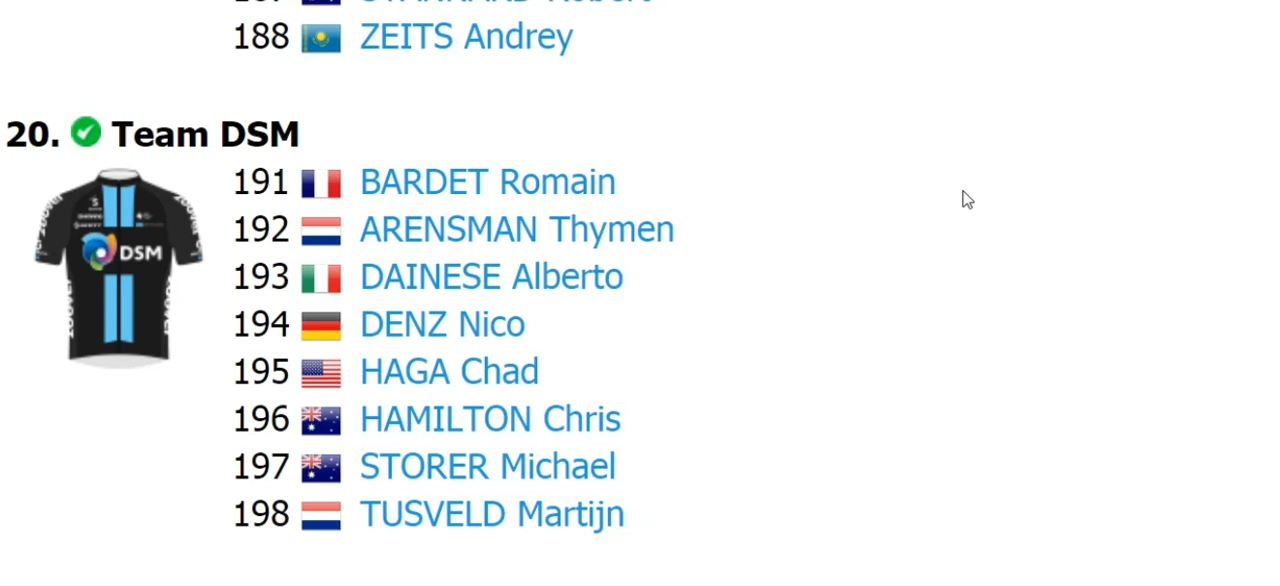 188 ZEITS Andrey
20. Team DSM
191 BARDET Romain
192 ARENSMAN Thymen
DSM
193 DAINESE Alberto
194 DENZ Nico
195 HAGA Chad
196 HAMILTON Chris
197 STORER Michael
198 TUSVELD Martijn